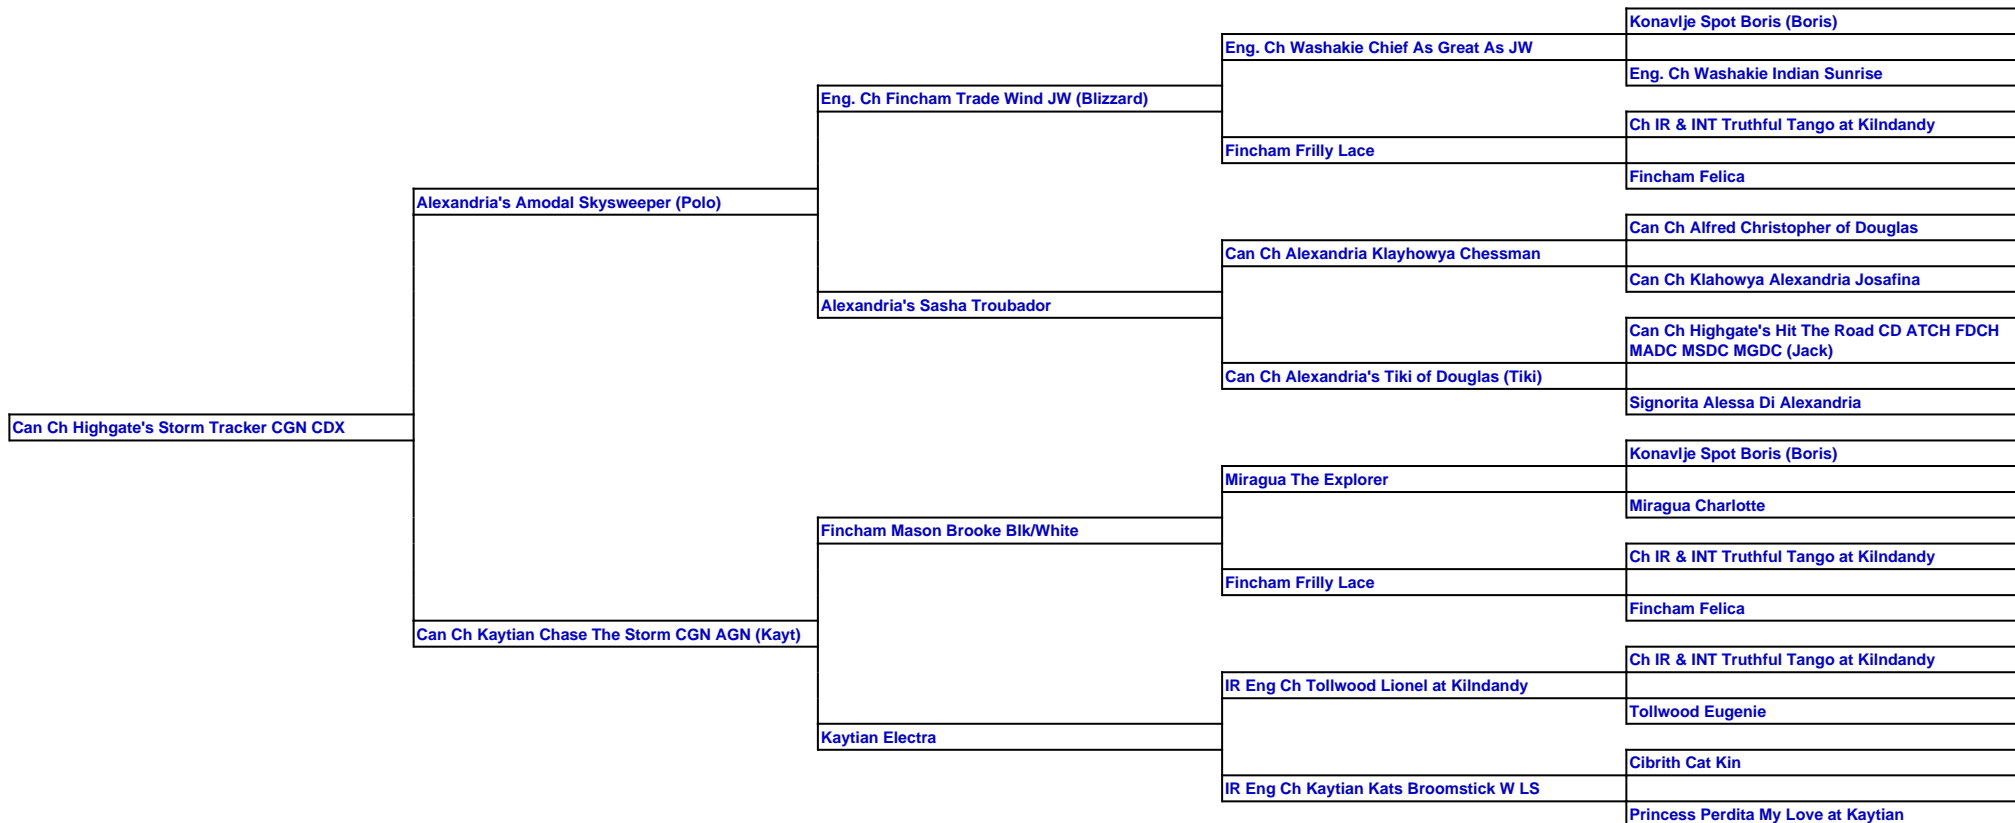 Konavlje Spot Boris (Boris)
Eng. Ch Washakie Chief As Great As JW
Eng. Ch Washakie Indian Sunrise
Eng. Ch Fincham Trade Wind JW (Blizzard)
Ch IR & INT Truthful Tango at Kilndandy
Fincham Frilly Lace
Fincham Felica
Alexandria's Amodal Skysweeper (Polo)
Can Ch Alfred Christopher of Douglas
Can Ch Alexandria Klayhowya Chessman
Can Ch Klahowya Alexandria Josafina
Alexandria's Sasha Troubador
Can Ch Highgate's Hit The Road CD ATCH FDCH
MADC MSDC MGDC (Jack)
Can Ch Alexandria's Tiki of Douglas (Tiki)
Signorita Alessa Di Alexandria
Can Ch Highgate's Storm Tracker CGN CDX
Konavlje Spot Boris (Boris)
Miragua The Explorer
Miragua Charlotte
Fincham Mason Brooke Blk/White
Ch IR & INT Truthful Tango at Kilndandy
Fincham Frilly Lace
Fincham Felica
Can Ch Kaytian Chase The Storm CGN AGN (Kayt)
Ch IR & INT Truthful Tango at Kilndandy
IR Eng Ch Tollwood Lionel at Kilndandy
Tollwood Eugenie
Kaytian Electra
Cibrith Cat Kin
IR Eng Ch Kaytian Kats Broomstick W LS
Princess Perdita My Love at Kaytian